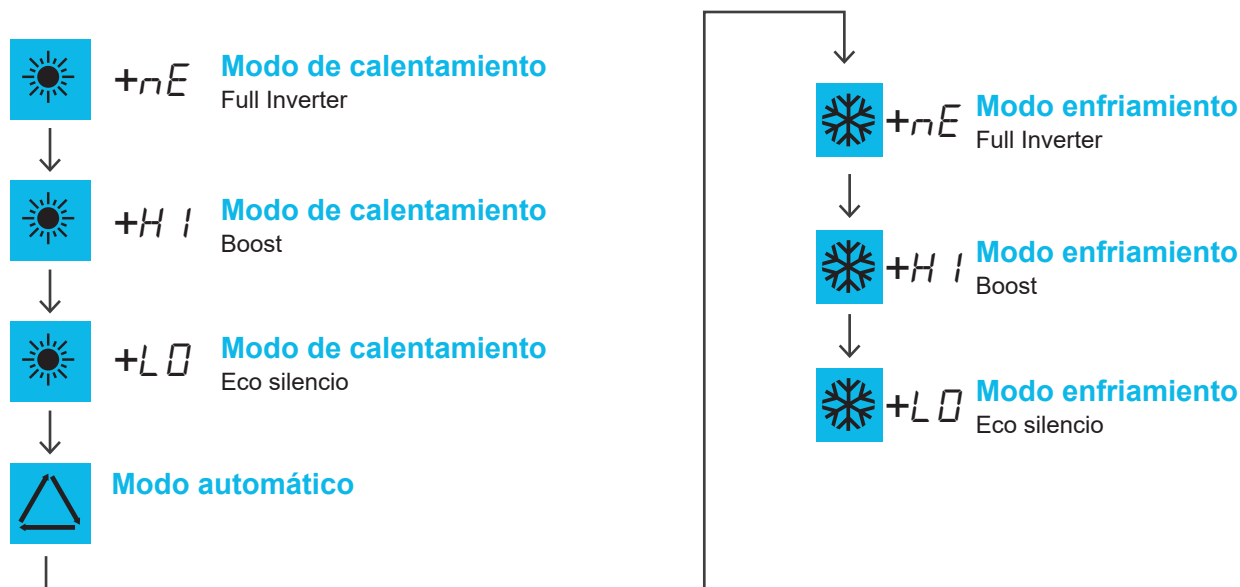 +nE Modo de calentamiento
Full Inverter
+HI Modo de calentamiento
Boost
+LO Modo de calentamiento
Eco silencio
Modo automático
+nE Modo enfriamiento
Full Inverter
+HI Modo enfriamiento
Boost
+LO Modo enfriamiento
Eco silencio